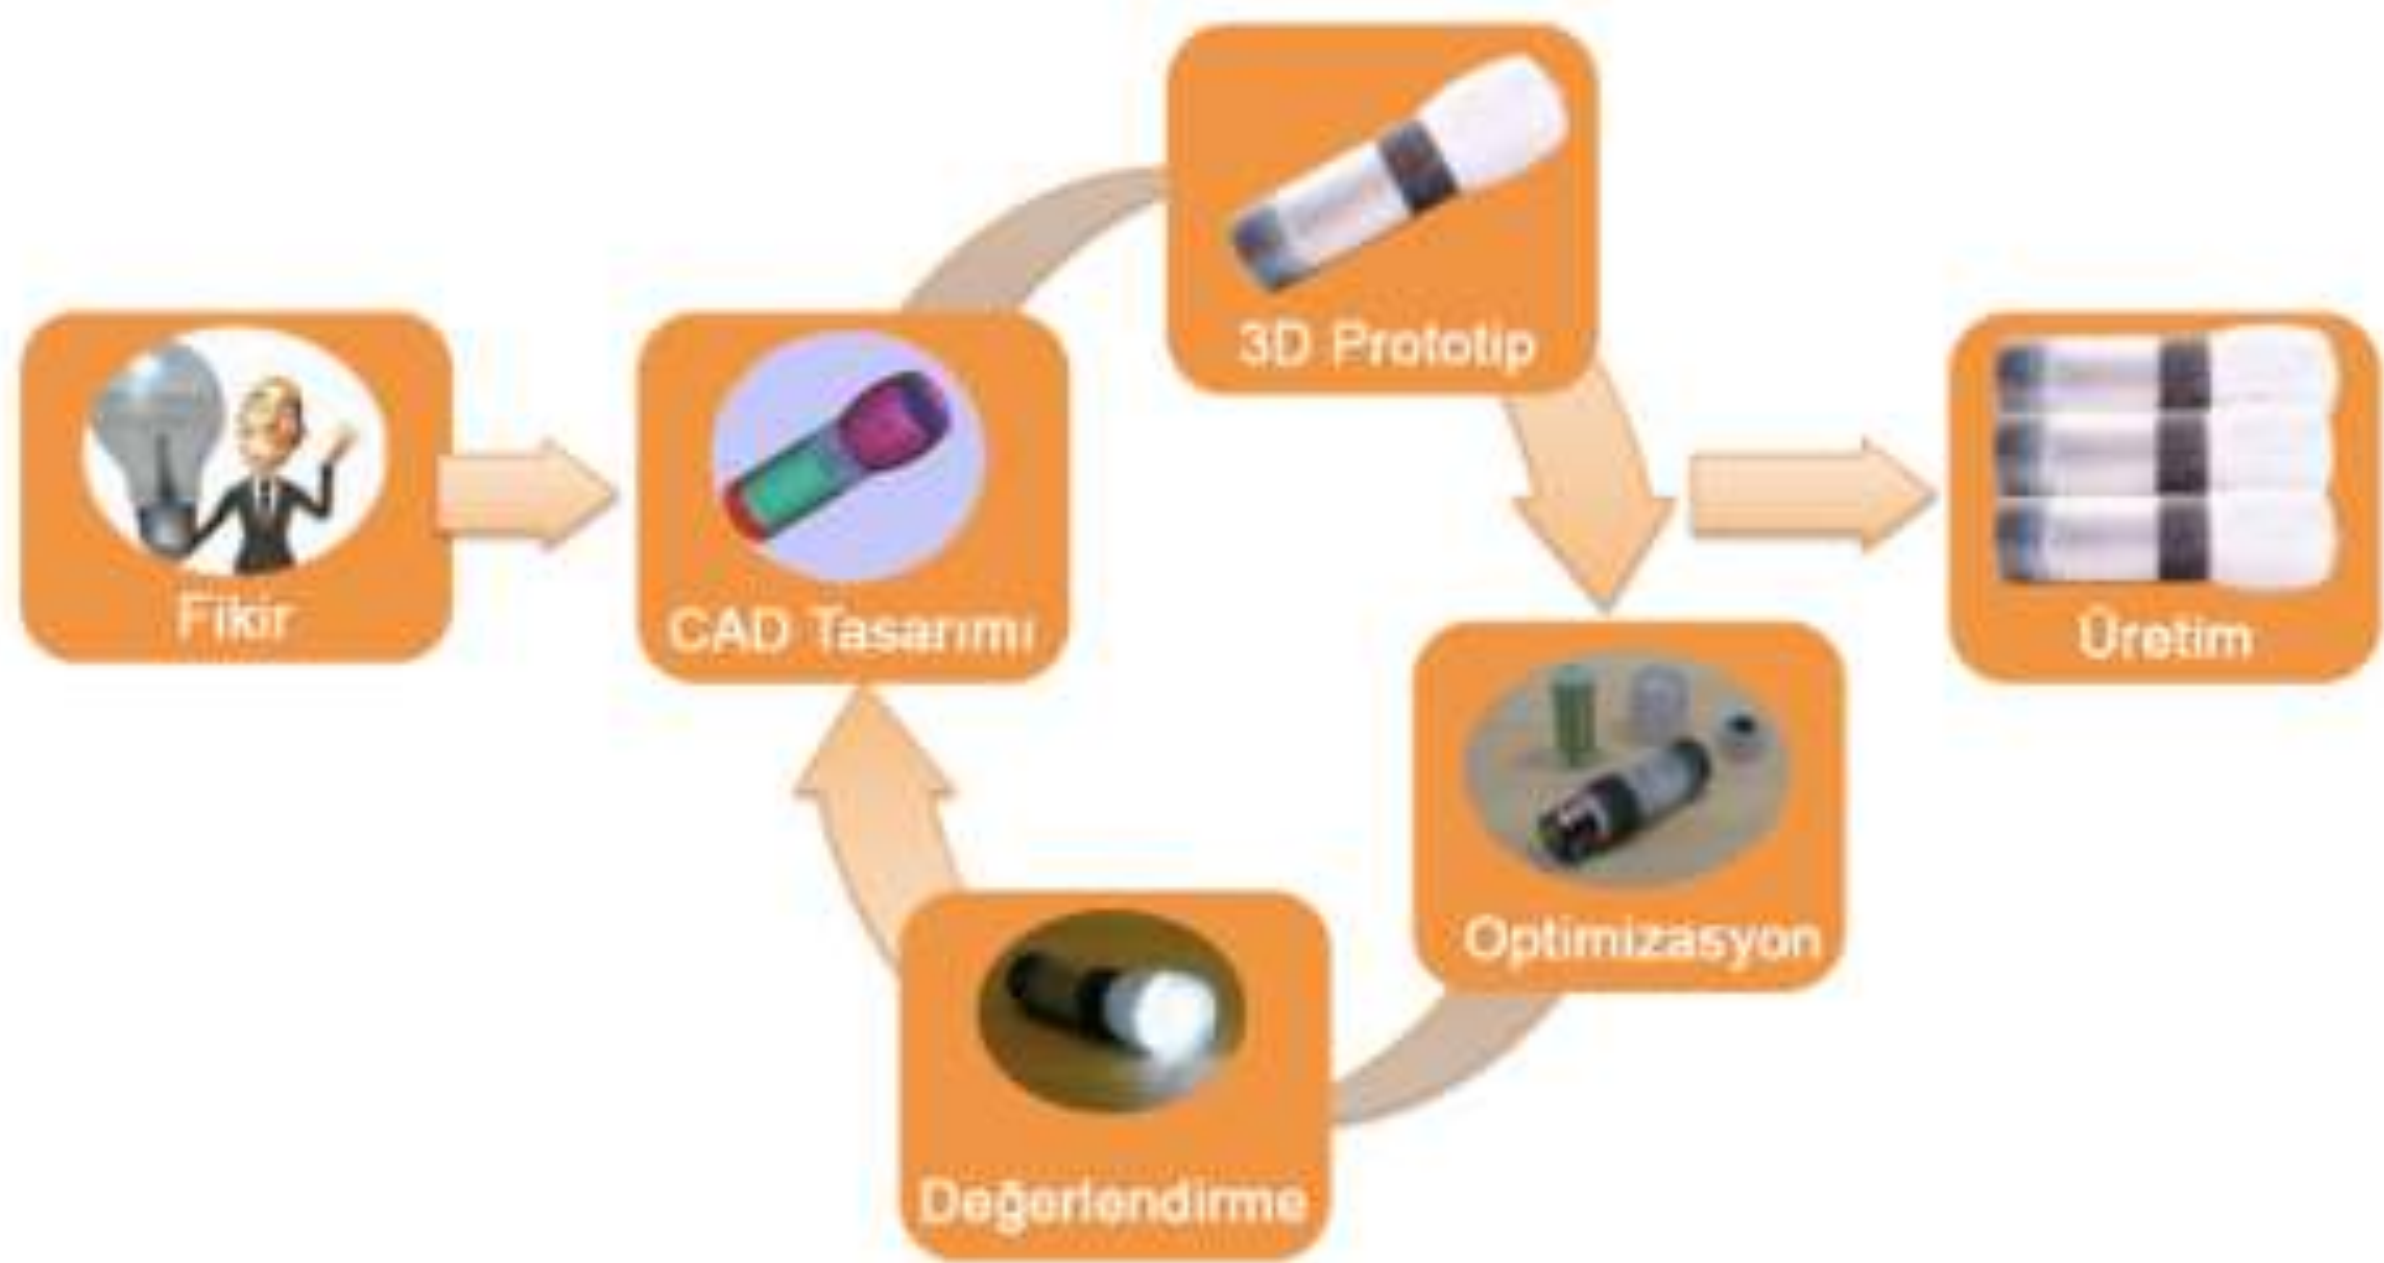 Fikir
CAD Tasarımı
3D Prototip
Optimizasyon
Değerlendirme
Üretim